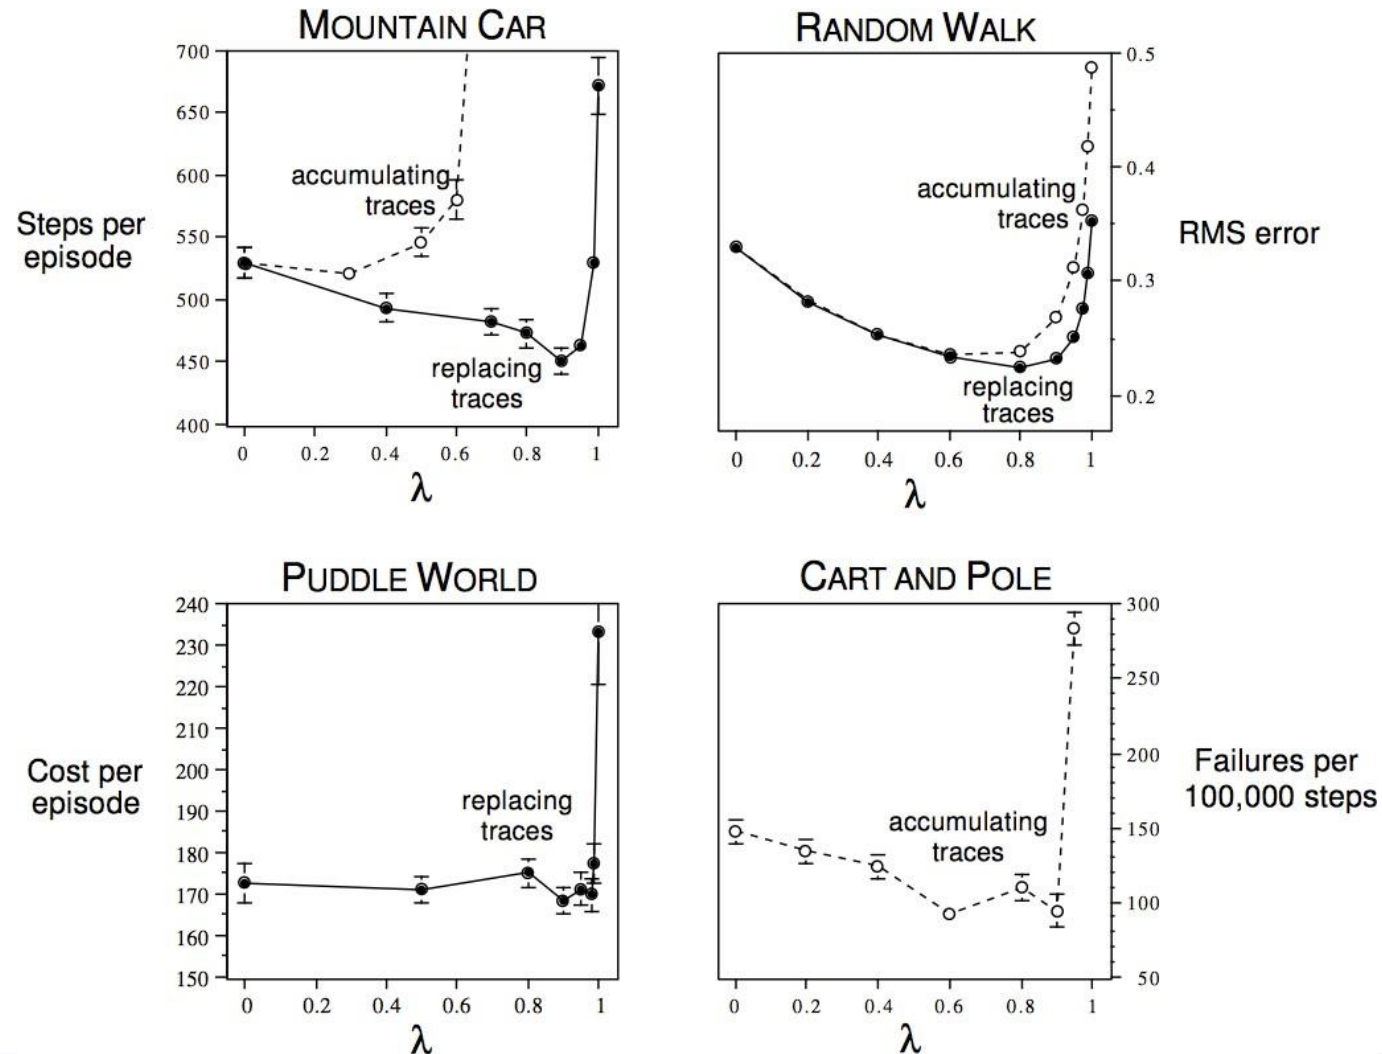 MOUNTAIN CAR
700
650
600
550
500
450
400
Steps per
episode
accumulating
traces
replacing
traces
0 0.2 0.4 0.6 0.8 1
λ
RANDOM WALK
0.5
0.4
0.3
0.2
RMS error
accumulating
traces
replacing
traces
0 0.2 0.4 0.6 0.8 1
λ
PUDDLE WORLD
240
230
220
210
200
190
180
170
160
150
Cost per
episode
replacing
traces
0 0.2 0.4 0.6 0.8 1
λ
CART AND POLE
300
250
200
150
100
50
Failures per
100,000 steps
accumulating
traces
0 0.2 0.4 0.6 0.8 1
λ